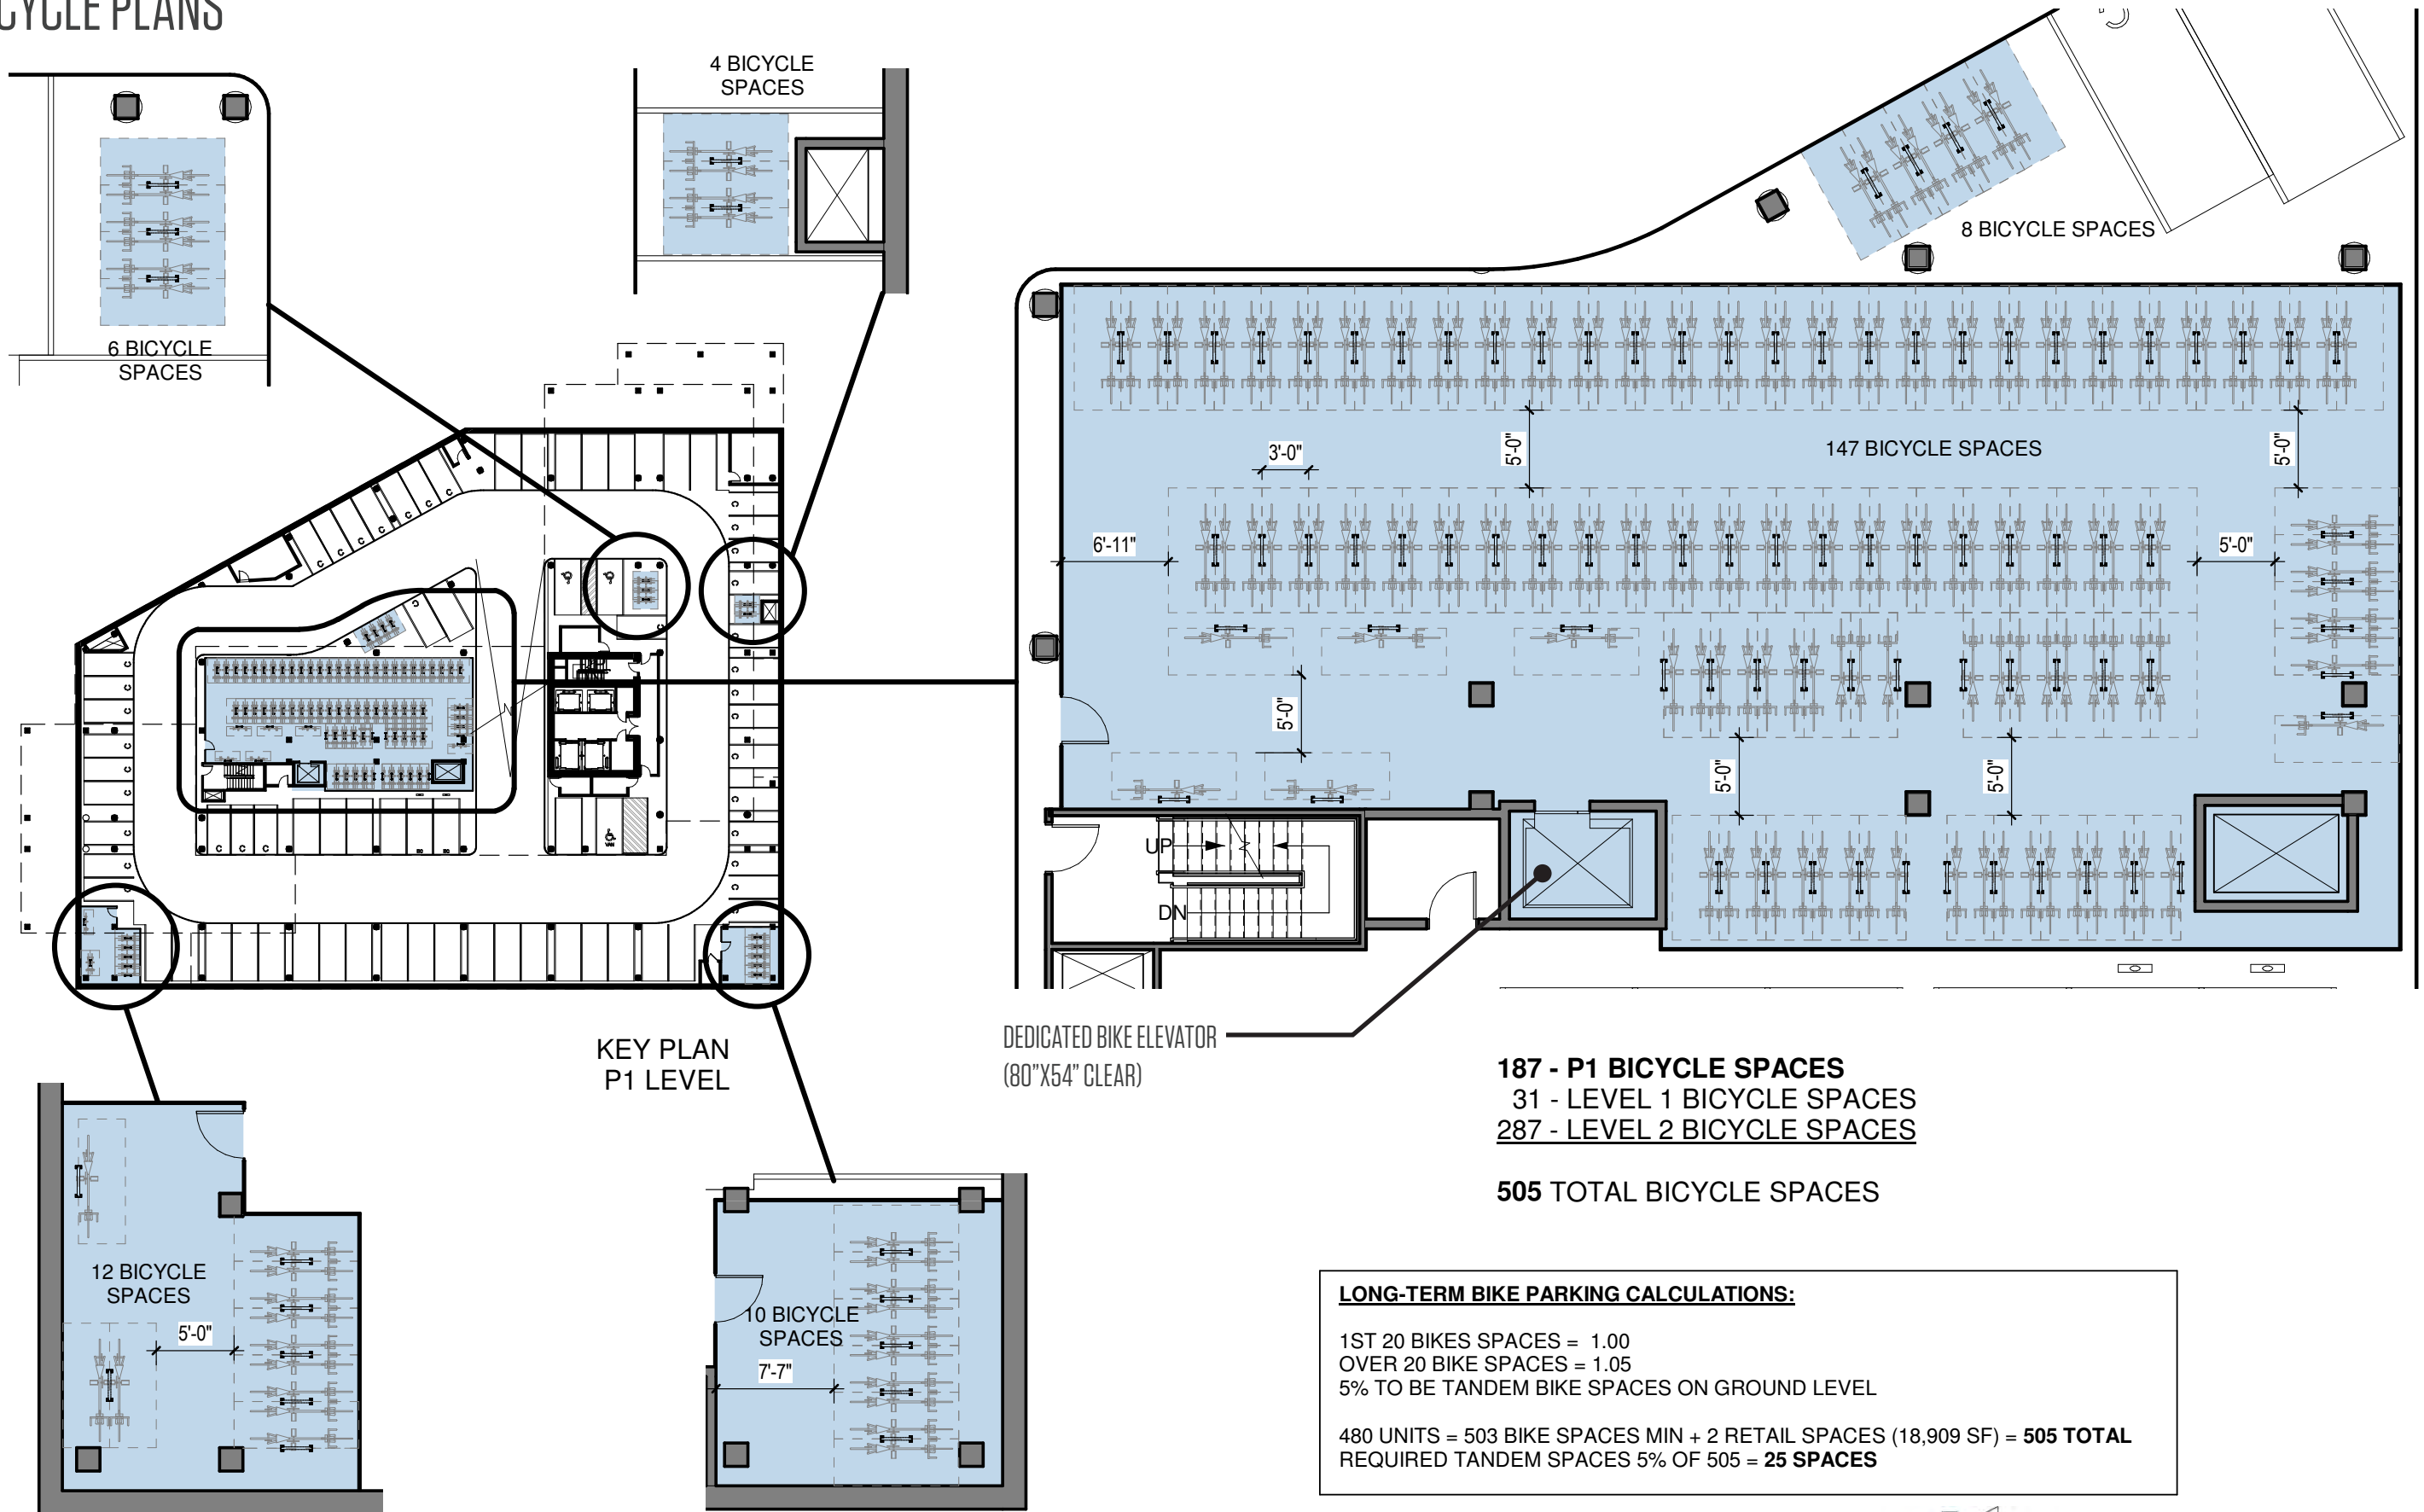 CYCLE PLANS
4 BICYCLE
SPACES
6 BICYCLE
SPACES
8 BICYCLE SPACES
147 BICYCLE SPACES
3'-0"
5'-0"
5'-0"
6'-11"
5'-0"
5'-0"
5'-0"
5'-0"
UP
DN
KEY PLAN
P1 LEVEL
DEDICATED BIKE ELEVATOR
(80”X54” CLEAR)
187 - P1 BICYCLE SPACES
31 - LEVEL 1 BICYCLE SPACES
287 - LEVEL 2 BICYCLE SPACES
505 TOTAL BICYCLE SPACES
12 BICYCLE
SPACES
5'-0"
10 BICYCLE
SPACES
7'-7"
LONG-TERM BIKE PARKING CALCULATIONS:
1ST 20 BIKES SPACES = 1.00
OVER 20 BIKE SPACES = 1.05
5% TO BE TANDEM BIKE SPACES ON GROUND LEVEL
480 UNITS = 503 BIKE SPACES MIN + 2 RETAIL SPACES (18,909 SF) = 505 TOTAL
REQUIRED TANDEM SPACES 5% OF 505 = 25 SPACES